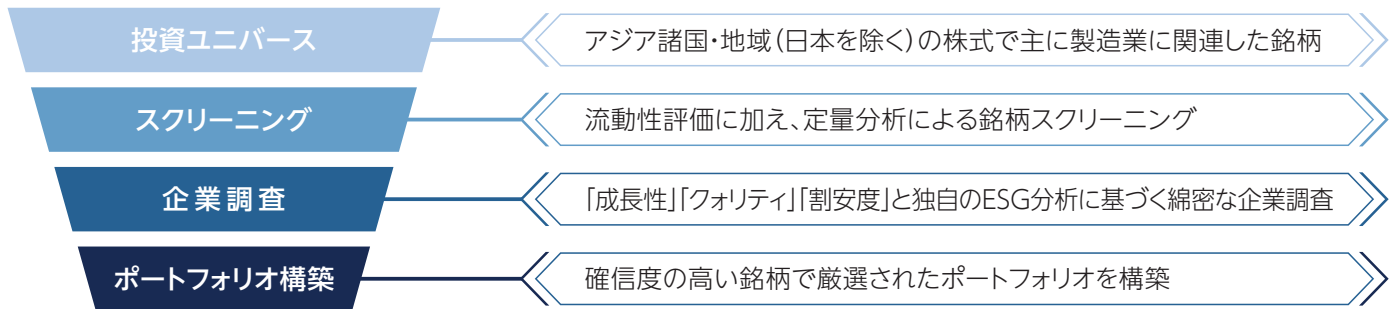 投資ユニバース
アジア諸国・地域(日本を除く)の株式で主に製造業に関連した銘柄
スクリーニング
流動性評価に加え、定量分析による銘柄スクリーニング
企業調査
「成長性」「クォリティ」「割安度」と独自のESG分析に基づく綿密な企業調査
ポートフォリオ構築
確信度の高い銘柄で厳選されたポートフォリオを構築